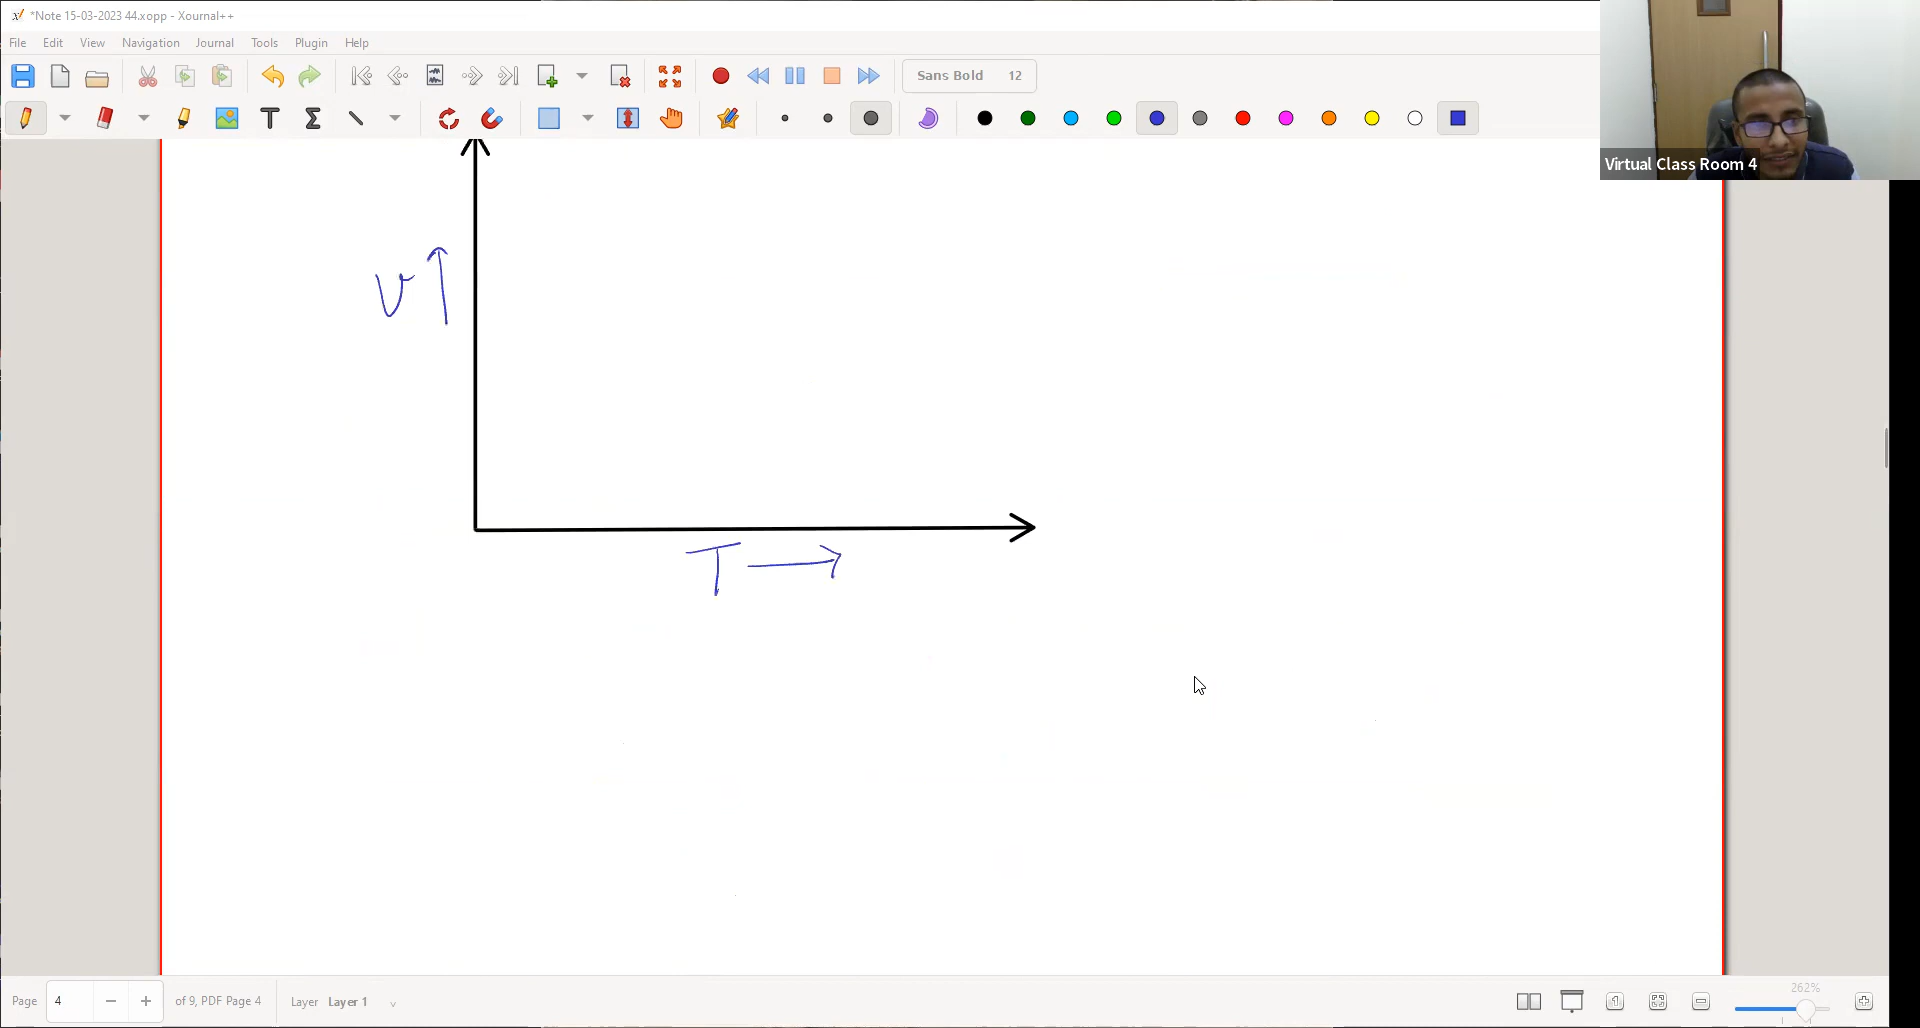 *Note 15-03-2023 44.xopp - Xournal++
File Edit View Navigation Journal Tools Plugin Help
Sans Bold 12
Virtual Class Room 4
v↑
T→
Page 4 of 9, PDF Page 4 Layer Layer 1 262%